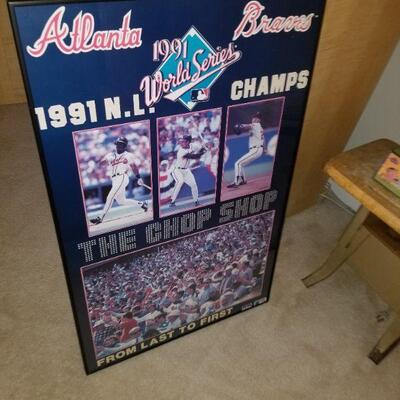 Atlanta Braves
1991
World Series
1991 N.L. CHAMPS
THE CHOP SHOP
FROM LAST TO FIRST